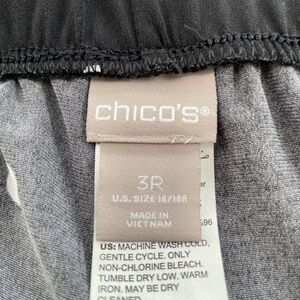 chico's®
3R
U.S. SIZE 16/18R
MADE IN
VIETNAM
96
US: MACHINE WASH COLD,
GENTLE CYCLE. ONLY
NON-CHLORINE BLEACH.
TUMBLE DRY LOW. WARM
IRON. MAY BE DRY
CLEANED